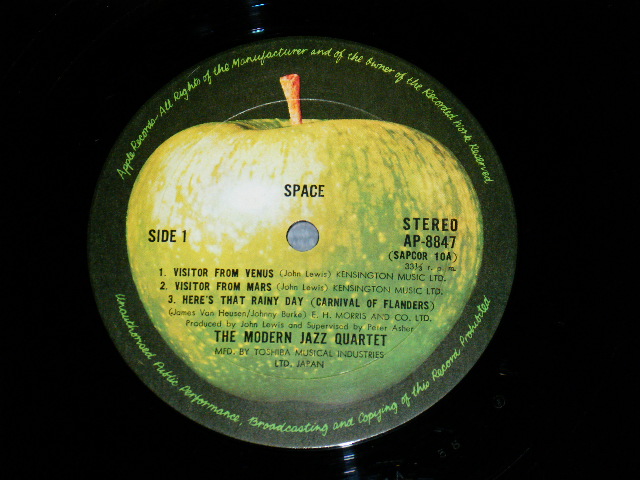 Apple Records—All Rights of the Manufacturer and of the Owner of the Recorded Work Reserved
SPACE
SIDE 1
STEREO
AP-8847
(SAPCOR 10A)
33⅓ r. p. m.
1. VISITOR FROM VENUS (John Lewis) KENSINGTON MUSIC LTD.
2. VISITOR FROM MARS (John Lewis) KENSINGTON MUSIC LTD.
3. HERE'S THAT RAINY DAY (CARNIVAL OF FLANDERS)
(James Van Heusen/Johnny Burke) E. H. MORRIS AND CO. LTD.
Produced by John Lewis and Supervised by Peter Asher
THE MODERN JAZZ QUARTET
MFD. BY TOSHIBA MUSICAL INDUSTRIES
LTD. JAPAN
Unauthorised Public Performance, Broadcasting and Copying of this Record Prohibited